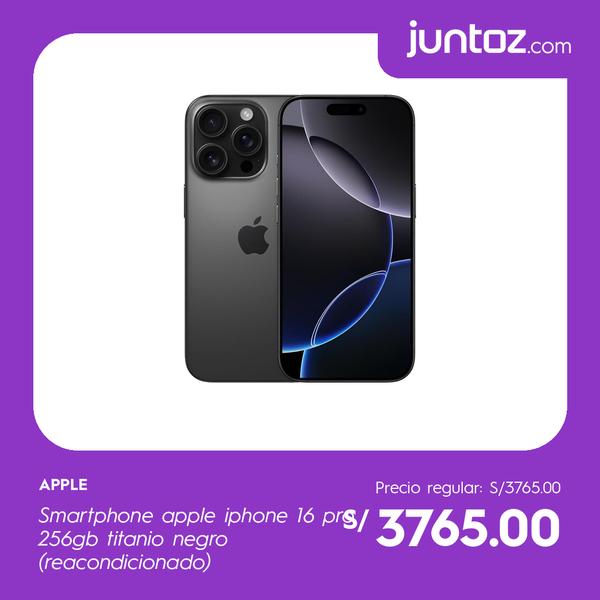 juntoz.com
APPLE
Smartphone apple iphone 16 pro
256gb titanio negro
(reacondicionado)
Precio regular: S/3765.00
S/ 3765.00